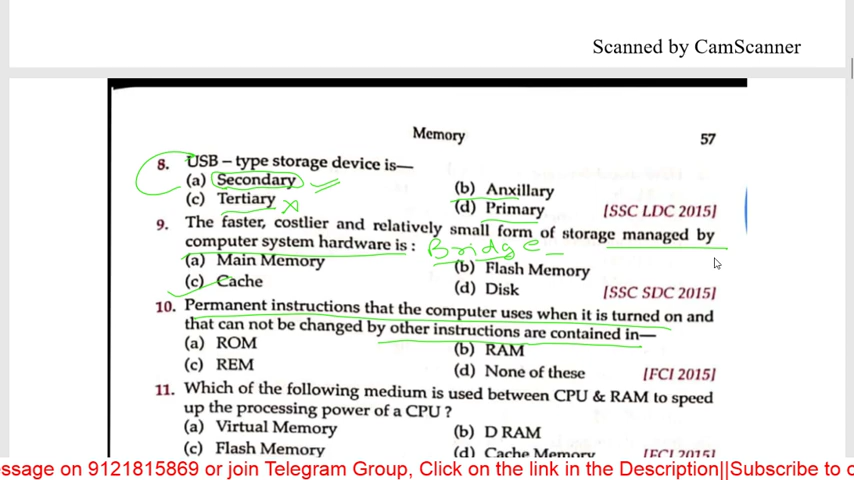 Scanned by CamScanner
Memory
57
8. USB – type storage device is—
(a) Secondary
(b) Anxillary
(c) Tertiary
(d) Primary
[SSC LDC 2015]
9. The faster, costlier and relatively small form of storage managed by
computer system hardware is : Bridge
(a) Main Memory
(b) Flash Memory
(c) Cache
(d) Disk
[SSC SDC 2015]
10. Permanent instructions that the computer uses when it is turned on and
that can not be changed by other instructions are contained in—
(a) ROM
(b) RAM
(c) REM
(d) None of these
[FCI 2015]
11. Which of the following medium is used between CPU & RAM to speed
up the processing power of a CPU ?
(a) Virtual Memory
(b) D RAM
(c) Flash Memory
(d) Cache Memory
[FCI 2015]
essage on 9121815869 or join Telegram Group, Click on the link in the Description||Subscribe to